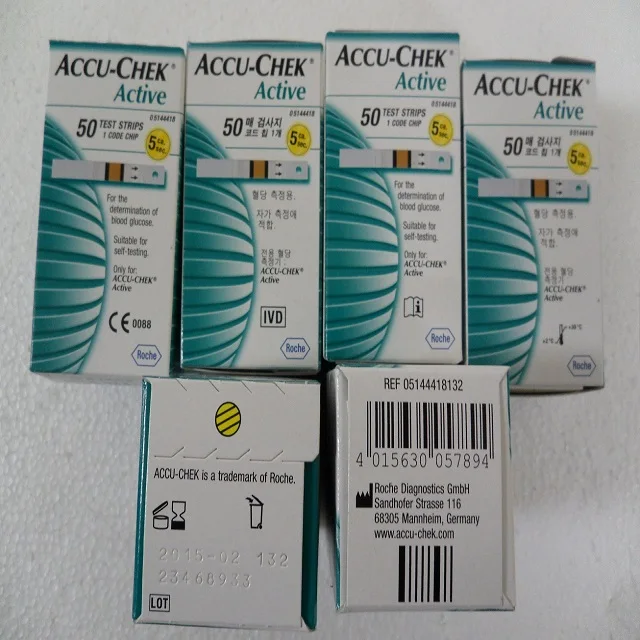 ACCU-CHEK®
Active
05144418
50 TEST STRIPS
1 CODE CHIP
5 ca. sec.
For the
determination of
blood glucose.
Suitable for
self-testing.
Only for:
ACCU-CHEK®
Active
CE 0088
Roche
ACCU-CHEK®
Active
05144418
50 매 검사지
코드 칩 1개
5 ca. sec.
혈당 측정용.
자가 측정에
적합.
전용 혈당
측정기 :
ACCU-CHEK®
Active
IVD
Roche
ACCU-CHEK®
Active
05144418
50 TEST STRIPS
1 CODE CHIP
5 ca. sec.
For the
determination of
blood glucose.
Suitable for
self-testing.
Only for:
ACCU-CHEK®
Active
i
Roche
ACCU-CHEK®
Active
05144418
50 매 검사지
코드 칩 1개
5 ca. sec.
혈당 측정용.
자가 측정에
적합.
전용 혈당
측정기 :
ACCU-CHEK®
Active
+30°C
+2°C
Roche
ACCU-CHEK is a trademark of Roche.
2015-02 132
23468933
LOT
REF 05144418132
4 015630 057894
Roche Diagnostics GmbH
Sandhofer Strasse 116
68305 Mannheim, Germany
www.accu-chek.com